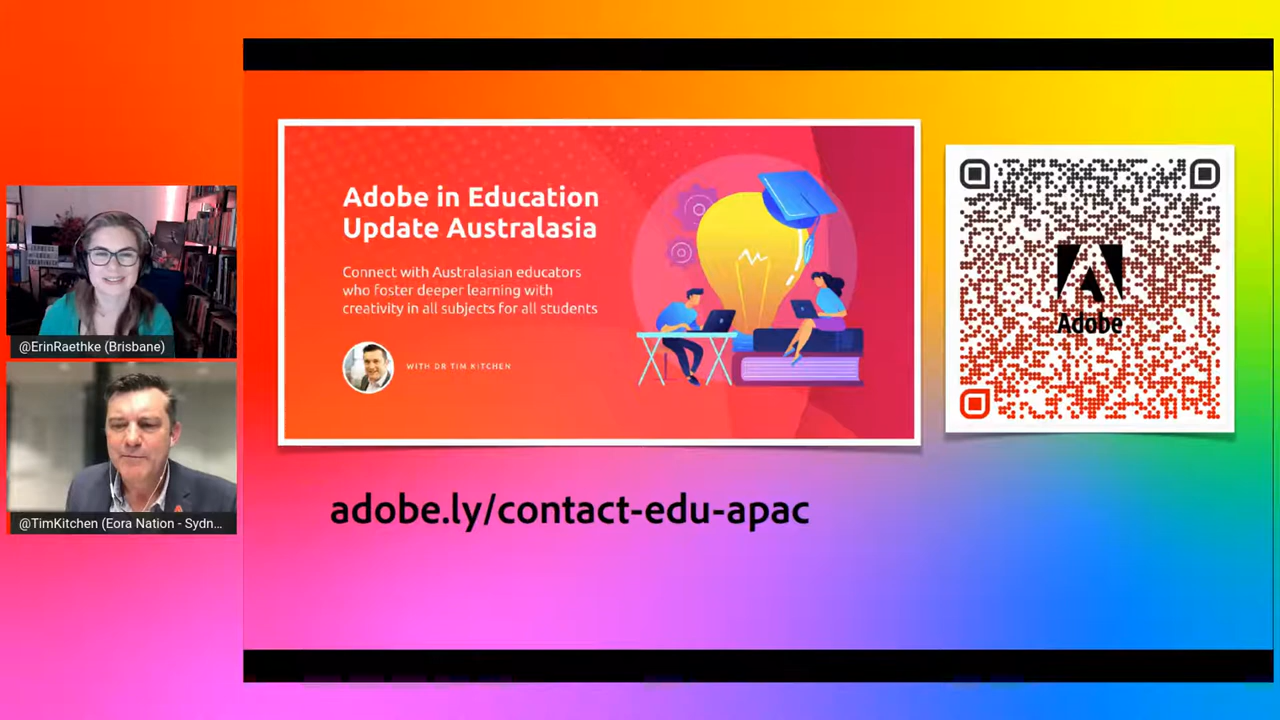 Adobe in Education
Update Australasia
Connect with Australasian educators
who foster deeper learning with
creativity in all subjects for all students
WITH DR TIM KITCHEN
Adobe
@ErinRaethke (Brisbane)
@TimKitchen (Eora Nation - Sydn...
adobe.ly/contact-edu-apac